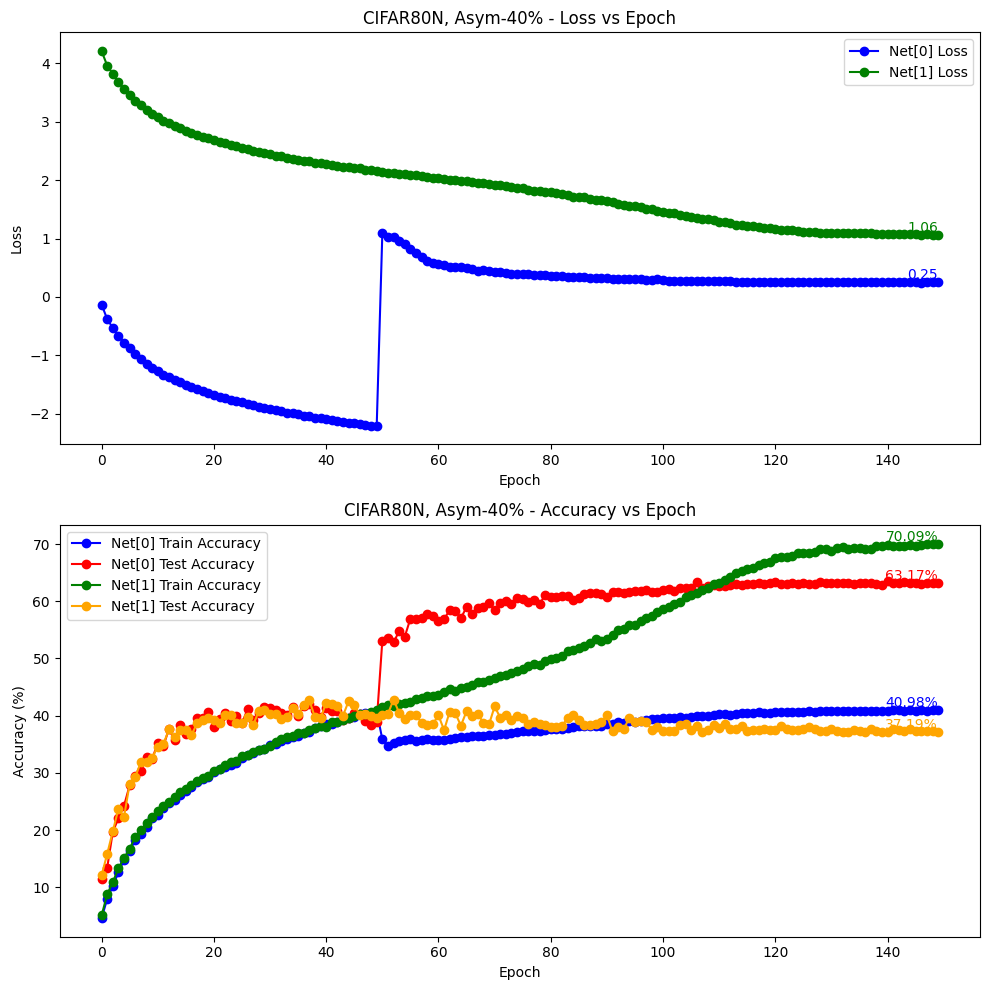 CIFAR80N, Asym-40% - Loss vs Epoch
Loss
4
3
2
1
0
−1
−2
Net[0] Loss
Net[1] Loss
1.06
0.25
0 20 40 60 80 100 120 140
Epoch
CIFAR80N, Asym-40% - Accuracy vs Epoch
Accuracy (%)
70
60
50
40
30
20
10
Net[0] Train Accuracy
Net[0] Test Accuracy
Net[1] Train Accuracy
Net[1] Test Accuracy
70.09%
63.17%
40.98%
37.19%
0 20 40 60 80 100 120 140
Epoch